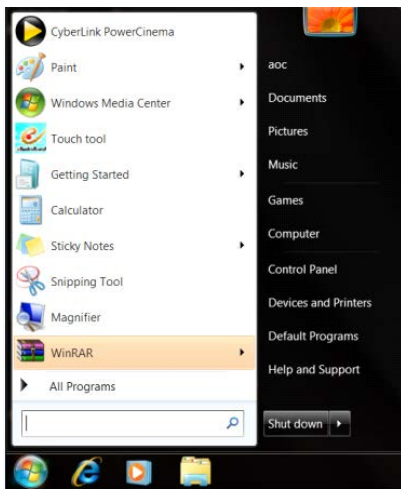 CyberLink PowerCinema
Paint
Windows Media Center
Touch tool
Getting Started
Calculator
Sticky Notes
Snipping Tool
Magnifier
WinRAR
All Programs
aoc
Documents
Pictures
Music
Games
Computer
Control Panel
Devices and Printers
Default Programs
Help and Support
Shut down